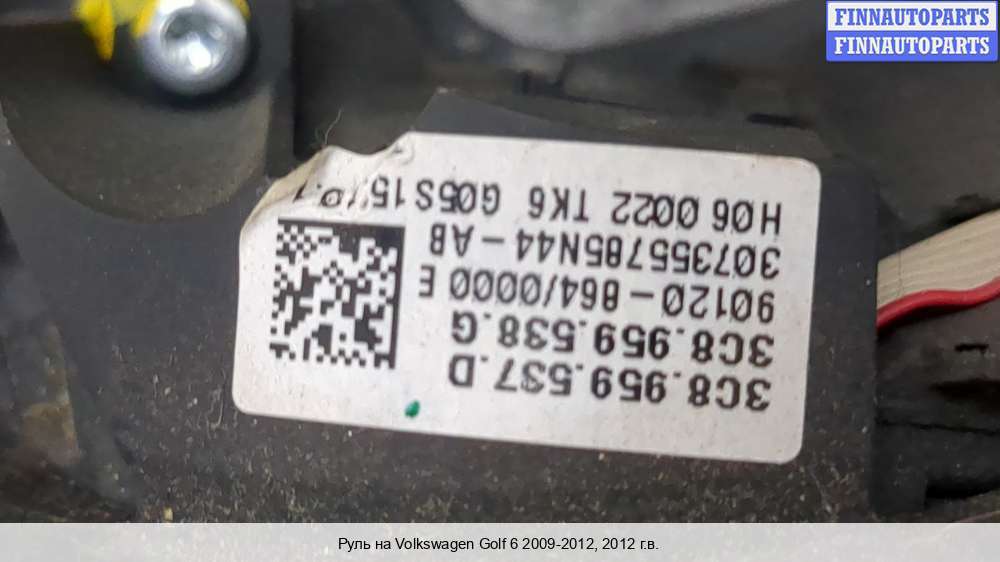 FINNAUTOPARTS
FINNAUTOPARTS
3C8.959.537.D
3C8.959.538.G
90120-864/0000 E
307355785N44-AB
H06 0022 TK6 G05S15
Руль на Volkswagen Golf 6 2009-2012, 2012 г.в.